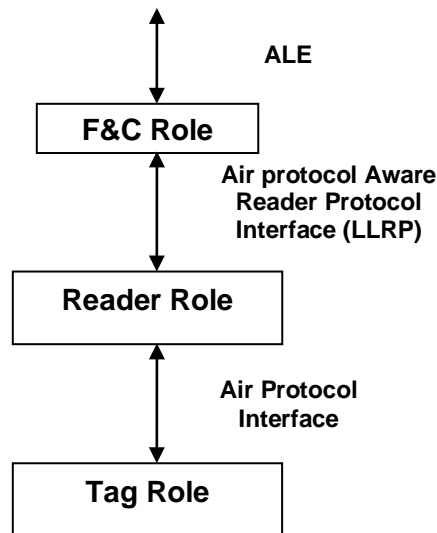 ALE
F&C Role
Air protocol Aware
Reader Protocol
Interface (LLRP)
Reader Role
Air Protocol
Interface
Tag Role